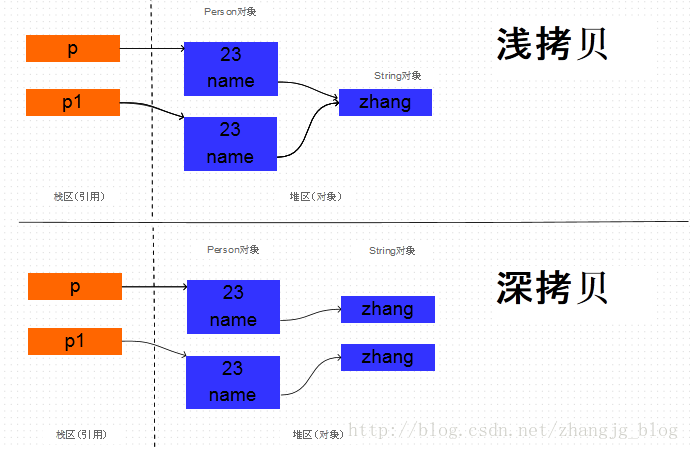 Person对象
浅拷贝
p
23
name
String对象
p1
zhang
23
name
栈区(引用)
堆区(对象)
Person对象
String对象
深拷贝
p
23
name
zhang
p1
zhang
23
name
栈区(引用)
堆区(对象)
http://blog.csdn.net/zhangjg_blog